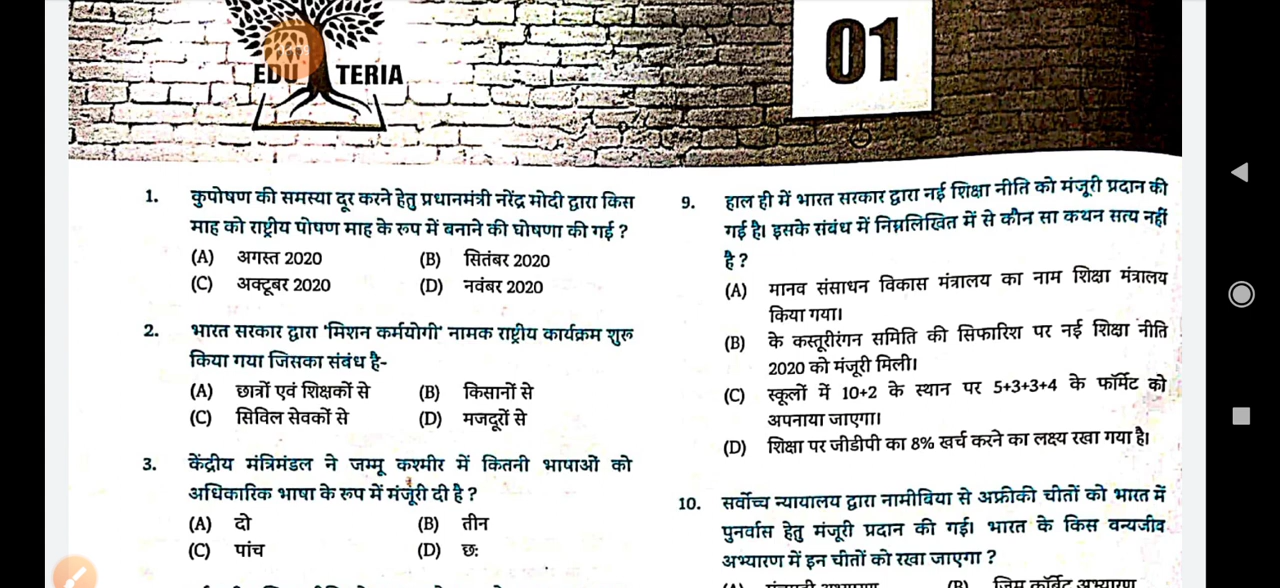 EDU TERIA
01
1. कुपोषण की समस्या दूर करने हेतु प्रधानमंत्री नरेंद्र मोदी द्वारा किस
माह को राष्ट्रीय पोषण माह के रूप में बनाने की घोषणा की गई ?
(A) अगस्त 2020 (B) सितंबर 2020
(C) अक्टूबर 2020 (D) नवंबर 2020
2. भारत सरकार द्वारा 'मिशन कर्मयोगी' नामक राष्ट्रीय कार्यक्रम शुरू
किया गया जिसका संबंध है-
(A) छात्रों एवं शिक्षकों से (B) किसानों से
(C) सिविल सेवकों से (D) मजदूरों से
3. केंद्रीय मंत्रिमंडल ने जम्मू कश्मीर में कितनी भाषाओं को
अधिकारिक भाषा के रूप में मंजूरी दी है ?
(A) दो (B) तीन
(C) पांच (D) छः
9. हाल ही में भारत सरकार द्वारा नई शिक्षा नीति को मंजूरी प्रदान की
गई है। इसके संबंध में निम्नलिखित में से कौन सा कथन सत्य नहीं
है ?
(A) मानव संसाधन विकास मंत्रालय का नाम शिक्षा मंत्रालय
किया गया।
(B) के कस्तूरीरंगन समिति की सिफारिश पर नई शिक्षा नीति
2020 को मंजूरी मिली।
(C) स्कूलों में 10+2 के स्थान पर 5+3+3+4 के फॉर्मेट को
अपनाया जाएगा।
(D) शिक्षा पर जीडीपी का 8% खर्च करने का लक्ष्य रखा गया है।
10. सर्वोच्च न्यायालय द्वारा नामीबिया से अफ्रीकी चीतों को भारत में
पुनर्वास हेतु मंजूरी प्रदान की गई। भारत के किस वन्यजीव
अभ्यारण में इन चीतों को रखा जाएगा ?
(B) जिम कॉर्बेट अभ्यारण